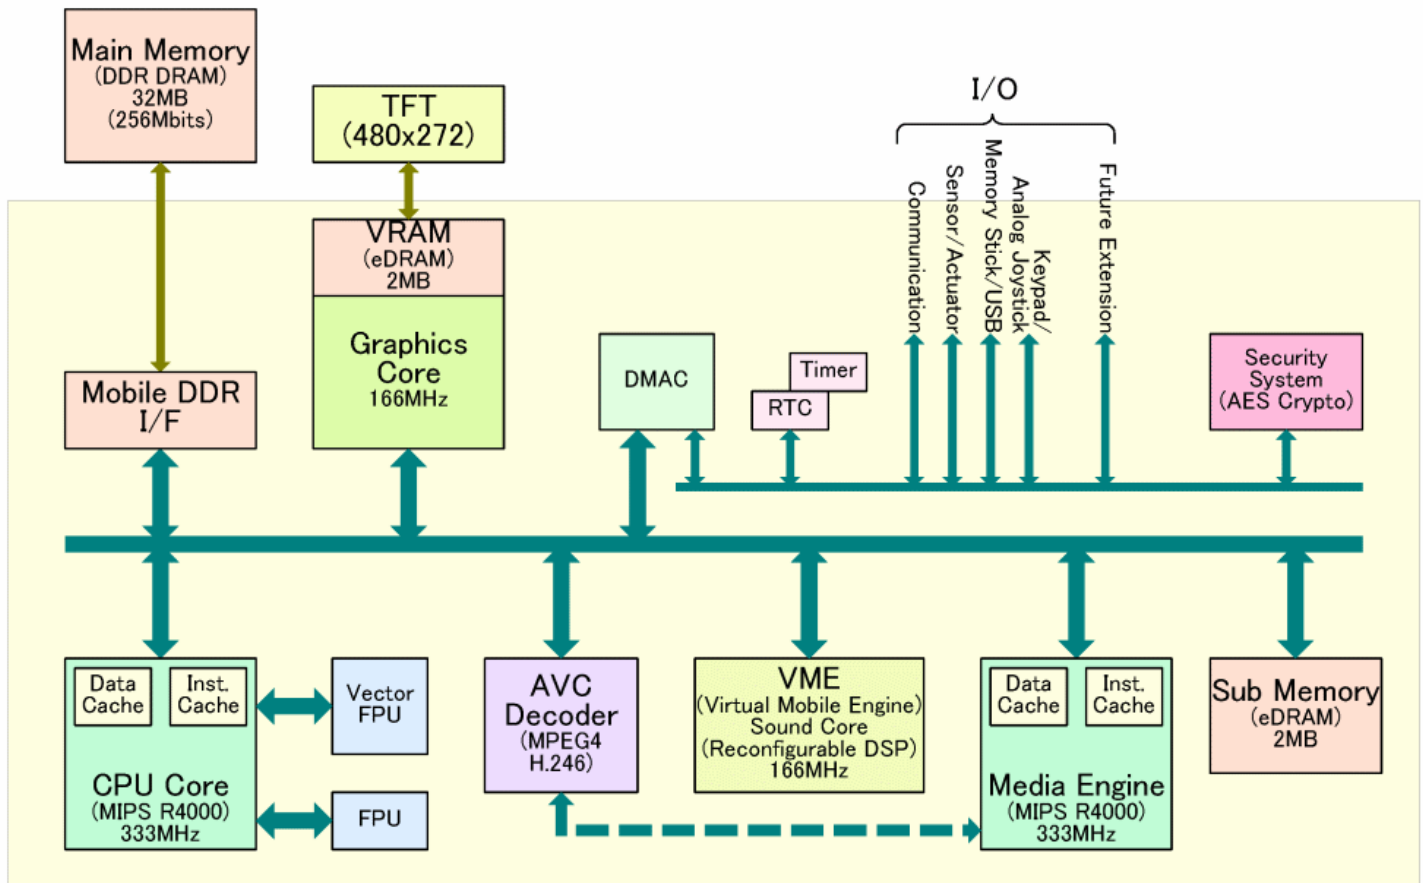 Main Memory
(DDR DRAM)
32MB
(256Mbits)
TFT
(480x272)
I/O
Communication
Sensor/Actuator
Memory Stick/USB
Analog Joystick
Keypad/
Future Extension
VRAM
(eDRAM)
2MB
Graphics
Core
166MHz
Mobile DDR
I/F
DMAC
Timer
RTC
Security
System
(AES Crypto)
Data
Cache
Inst.
Cache
CPU Core
(MIPS R4000)
333MHz
Vector
FPU
FPU
AVC
Decoder
(MPEG4
H.246)
VME
(Virtual Mobile Engine)
Sound Core
(Reconfigurable DSP)
166MHz
Data
Cache
Inst.
Cache
Media Engine
(MIPS R4000)
333MHz
Sub Memory
(eDRAM)
2MB